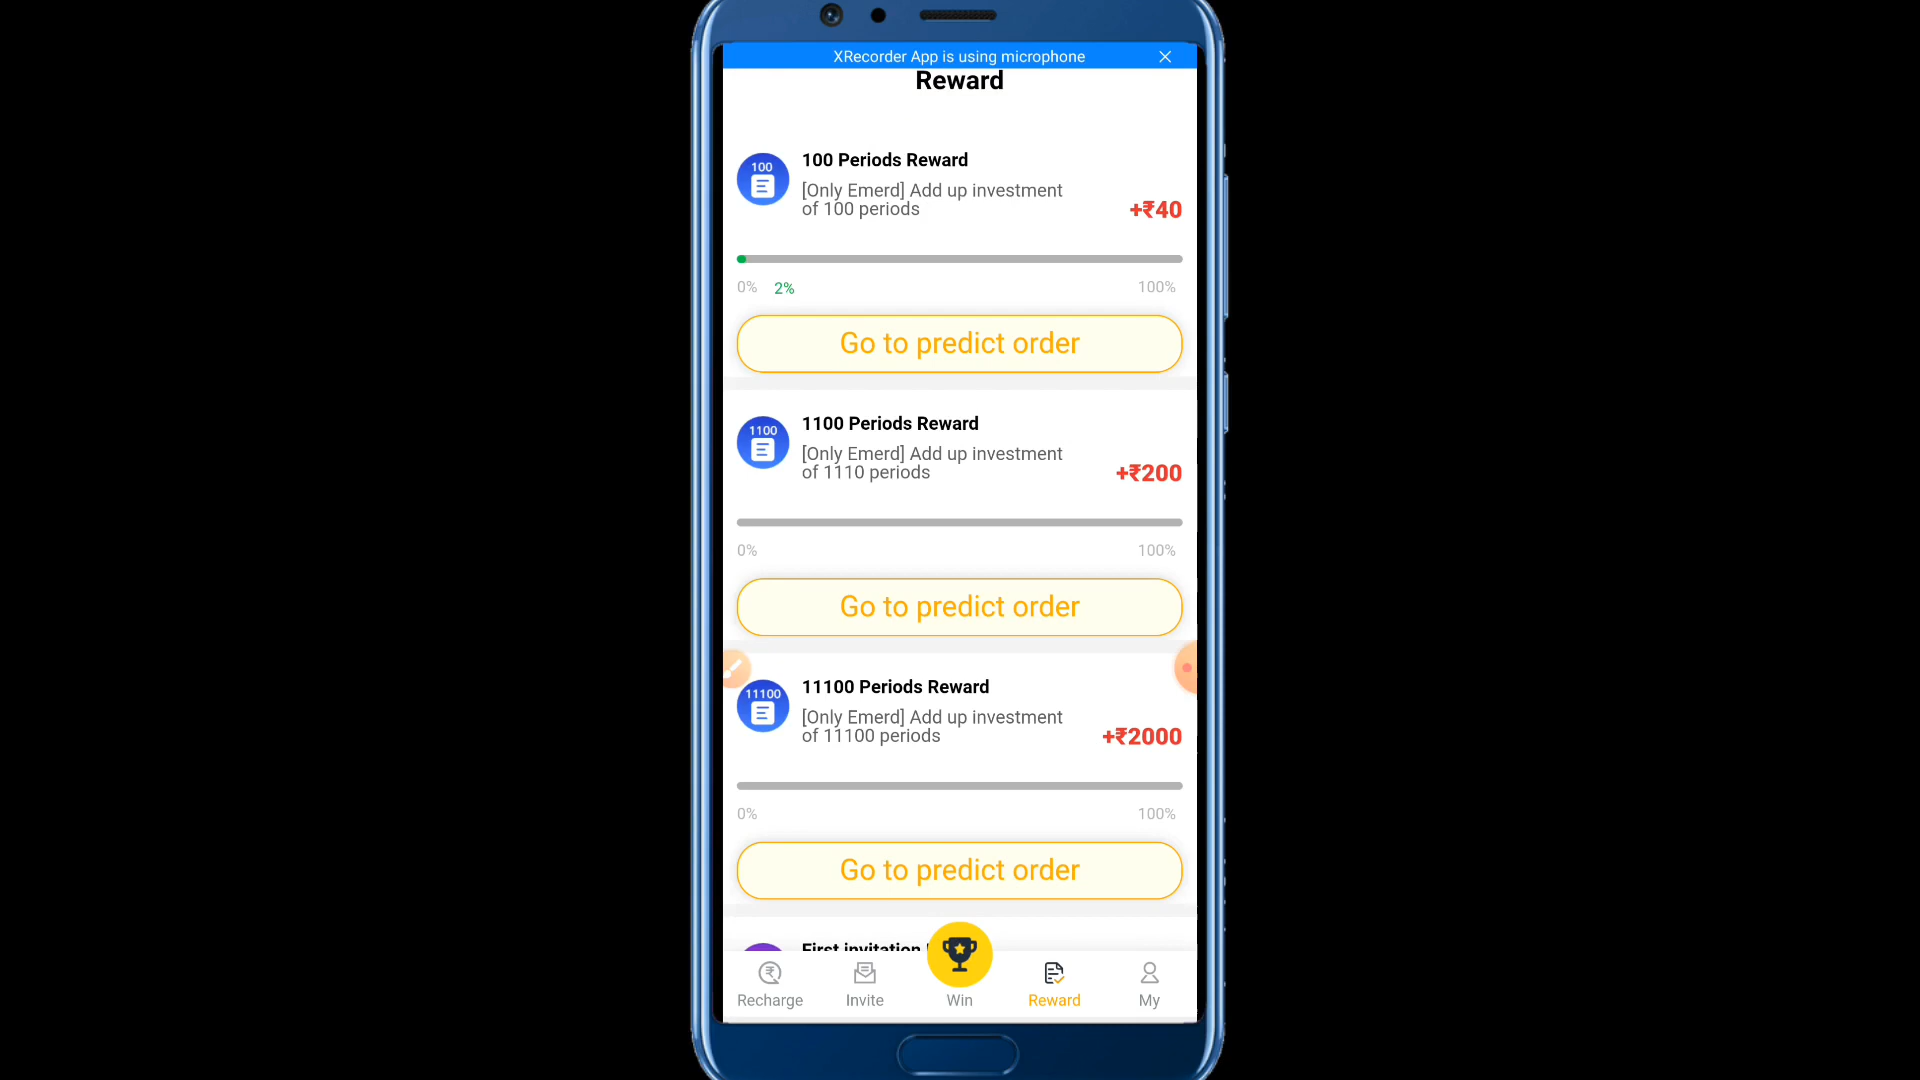 XRecorder App is using microphone
Reward
100
100 Periods Reward
[Only Emerd] Add up investment
of 100 periods
+₹40
0% 2% 100%
Go to predict order
1100
1100 Periods Reward
[Only Emerd] Add up investment
of 1110 periods
+₹200
0% 100%
Go to predict order
11100
11100 Periods Reward
[Only Emerd] Add up investment
of 11100 periods
+₹2000
0% 100%
Go to predict order
First invitation
Recharge Invite Win Reward My